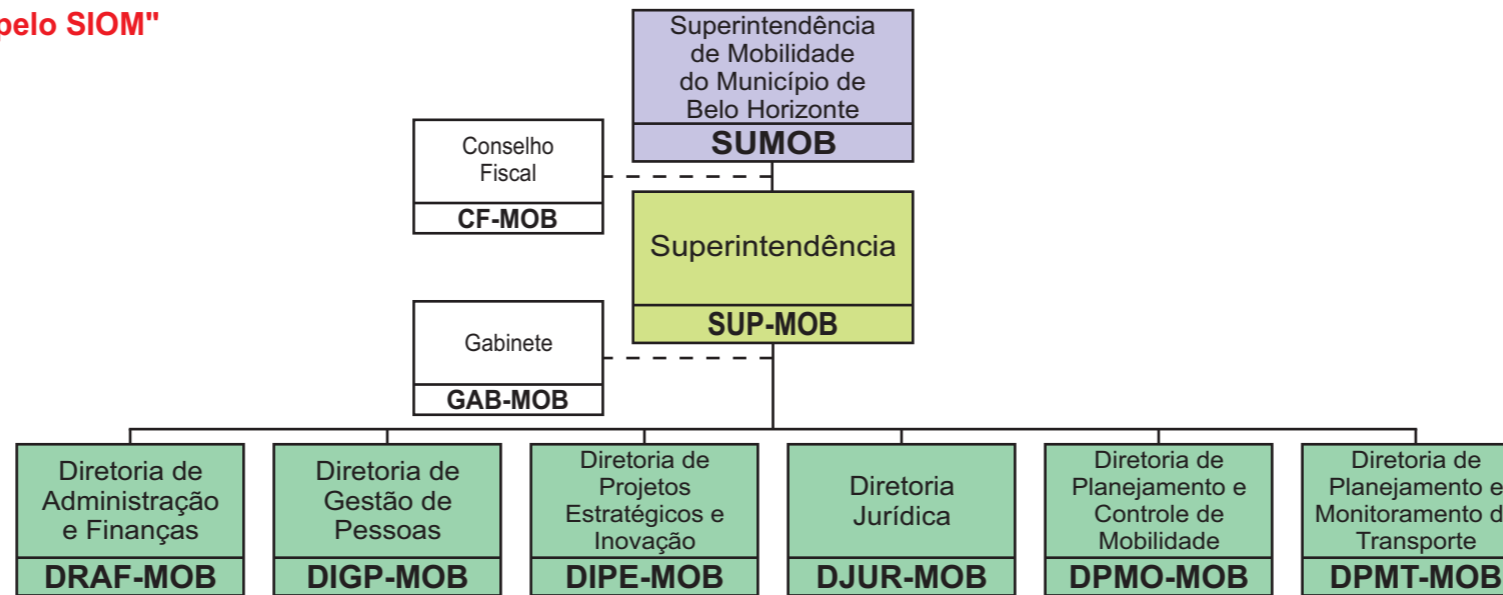 pelo SIOM"
Superintendência
de Mobilidade
do Município de
Belo Horizonte
SUMOB
Conselho
Fiscal
CF-MOB
Superintendência
SUP-MOB
Gabinete
GAB-MOB
Diretoria de
Administração
e Finanças
DRAF-MOB
Diretoria de
Gestão de
Pessoas
DIGP-MOB
Diretoria de
Projetos
Estratégicos e
Inovação
DIPE-MOB
Diretoria
Jurídica
DJUR-MOB
Diretoria de
Planejamento e
Controle de
Mobilidade
DPMO-MOB
Diretoria de
Planejamento e
Monitoramento
Transporte
DPMT-MOB